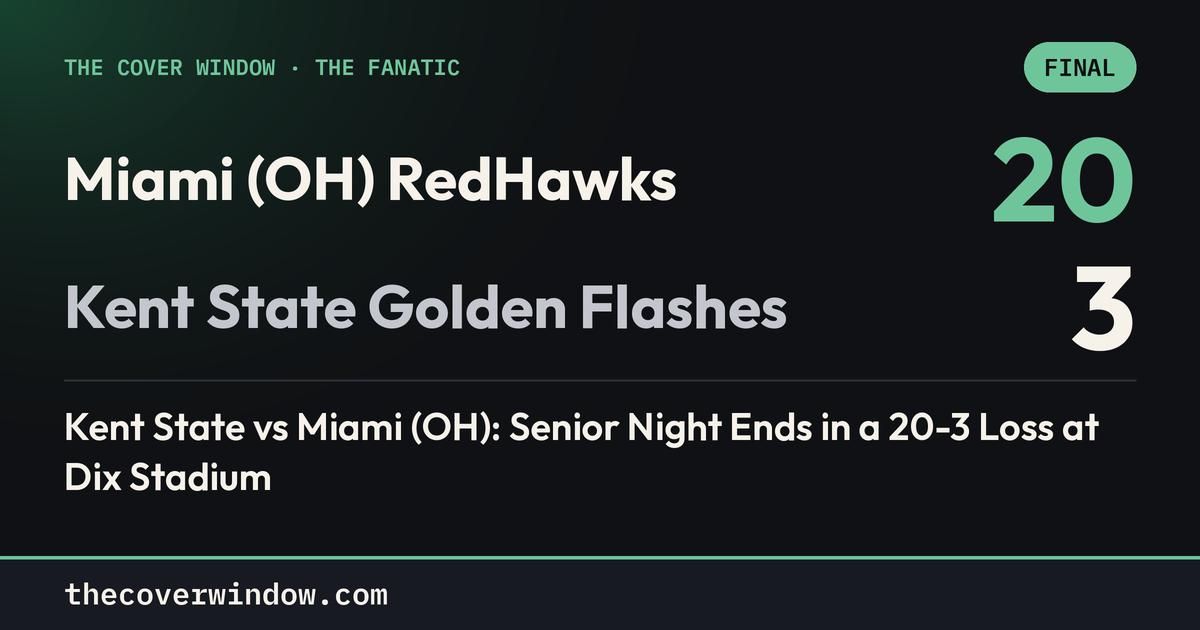 THE COVER WINDOW · THE FANATIC
FINAL
Miami (OH) RedHawks
20
Kent State Golden Flashes
3
Kent State vs Miami (OH): Senior Night Ends in a 20-3 Loss at
Dix Stadium
thecoverwindow.com